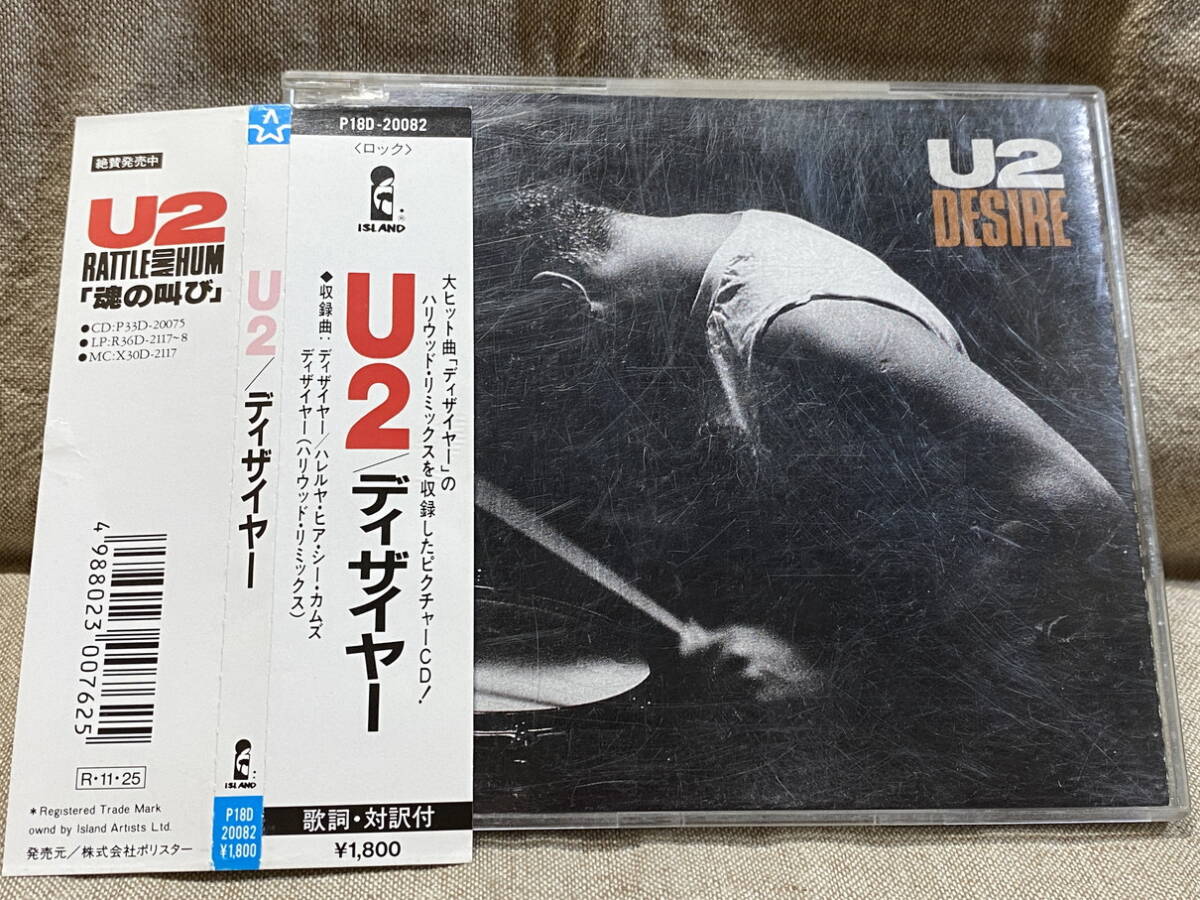 絶賛発売中
U2
RATTLE AND HUM
「魂の叫び」
●CD:P33D-20075
●LP:R36D-2117~8
●MC:X30D-2117
4 988023 007625
R・11・25
*Registered Trade Mark
ownd by Island Artists Ltd.
発売元／株式会社ポリスター
U2／ディザイヤー
ISLAND
P18D
20082
¥1,800
P18D-20082
〈ロック〉
®
ISLAND
大ヒット曲「ディザイヤー」の
ハリウッド・リミックスを収録したピクチャーCD!
U2／ディザイヤー
◆収録曲:ディザイヤー／ハレルヤ・ヒア・シー・カムズ
ディザイヤー(ハリウッド・リミックス)
歌詞・対訳付
¥1,800
U2
DESIRE